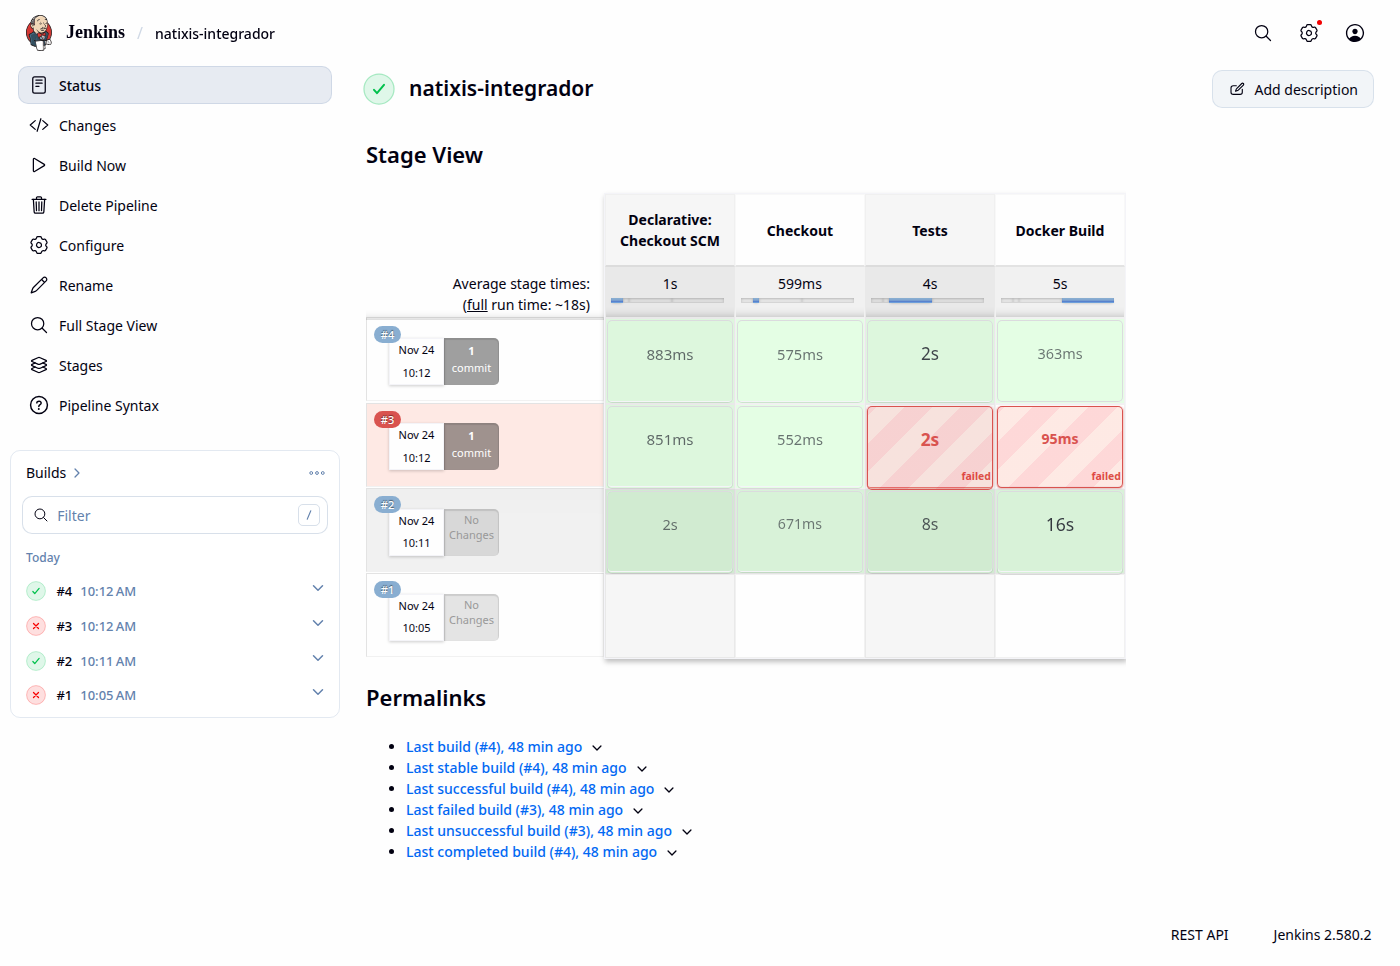 Jenkins / natixis-integrador
Status
Changes
Build Now
Delete Pipeline
Configure
Rename
Full Stage View
Stages
Pipeline Syntax
Builds
Filter /
Today
#4 10:12 AM
#3 10:12 AM
#2 10:11 AM
#1 10:05 AM
natixis-integrador
Add description
Stage View
Declarative:
Checkout SCM
Checkout
Tests
Docker Build
Average stage times:
(full run time: ~18s)
1s
599ms
4s
5s
#4
Nov 24
10:12
1
commit
883ms
575ms
2s
363ms
#3
Nov 24
10:12
1
commit
851ms
552ms
2s
failed
95ms
failed
#2
Nov 24
10:11
No
Changes
2s
671ms
8s
16s
#1
Nov 24
10:05
No
Changes
Permalinks
Last build (#4), 48 min ago
Last stable build (#4), 48 min ago
Last successful build (#4), 48 min ago
Last failed build (#3), 48 min ago
Last unsuccessful build (#3), 48 min ago
Last completed build (#4), 48 min ago
REST API
Jenkins 2.580.2